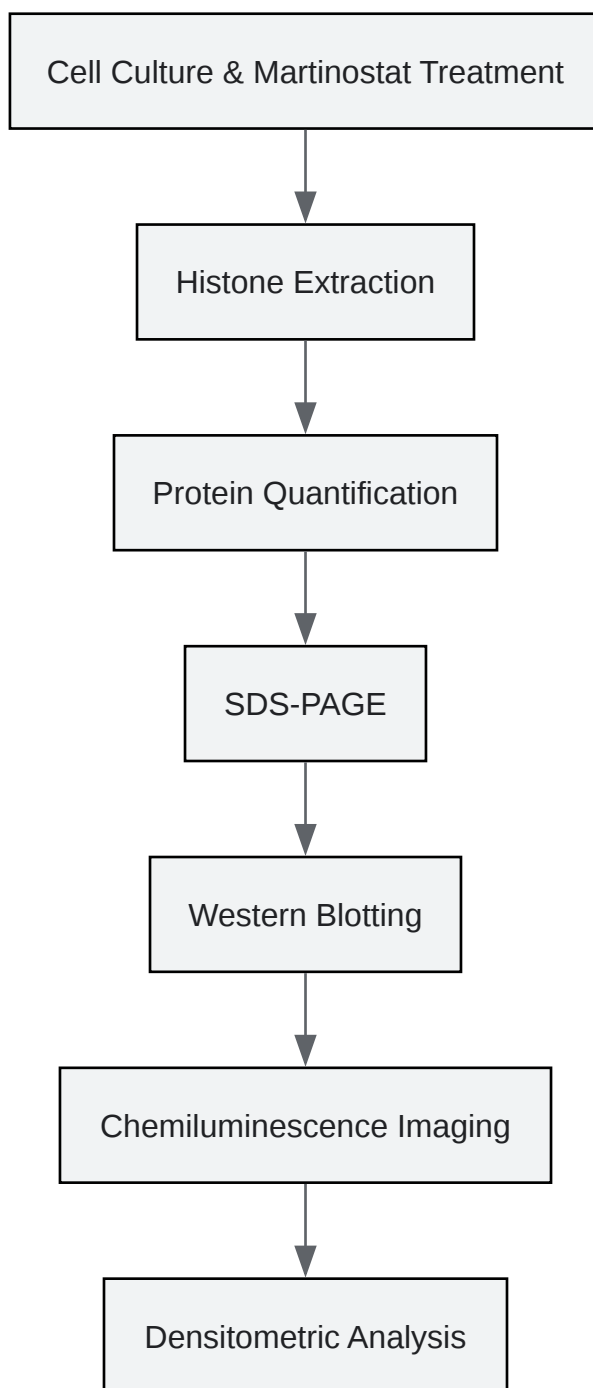 Cell Culture & Martinostat Treatment
Histone Extraction
Protein Quantification
SDS-PAGE
Western Blotting
Chemiluminescence Imaging
Densitometric Analysis